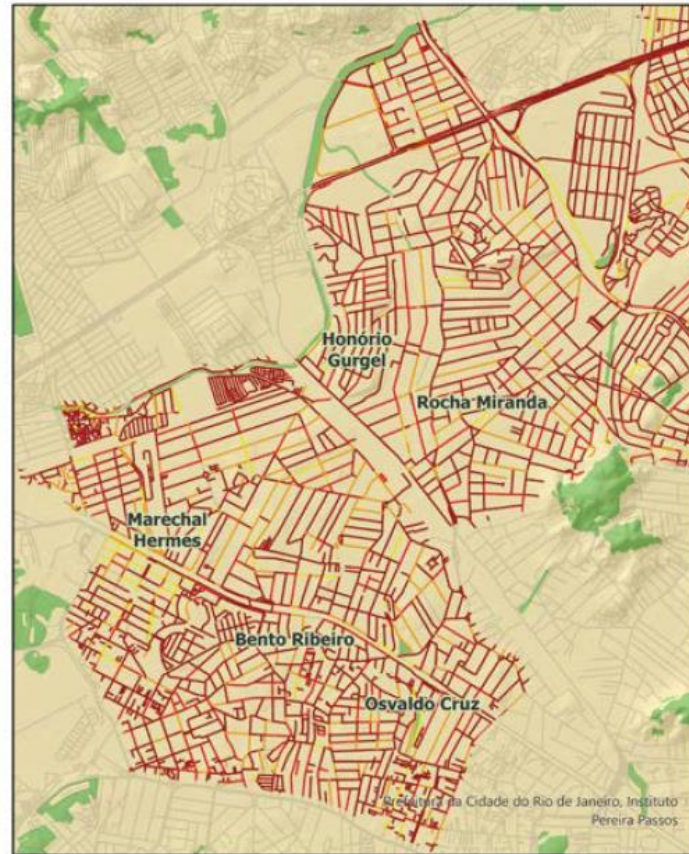 Honório
Gurgel
Rocha Miranda
Marechal
Hermes
Bento Ribeiro
Osvaldo Cruz
Prefeitura da Cidade do Rio de Janeiro, Instituto
Pereira Passos